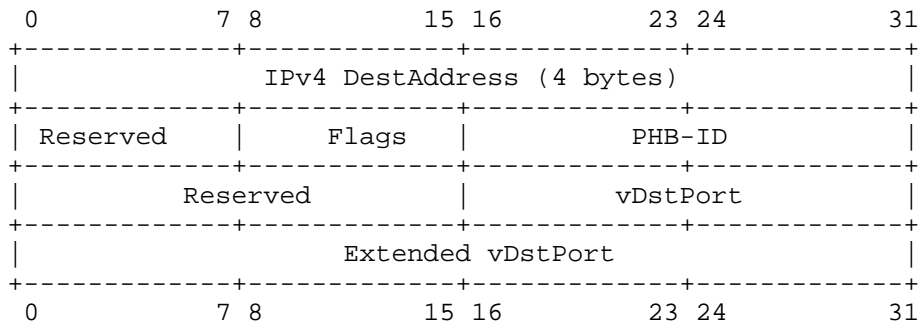 0 7 8 15 16 23 24 31
+-------------+-------------+-------------+-------------+
| IPv4 DestAddress (4 bytes) |
+-------------+-------------+-------------+-------------+
| Reserved | Flags | PHB-ID |
+-------------+-------------+-------------+-------------+
| Reserved | vDstPort |
+-------------+-------------+-------------+-------------+
| Extended vDstPort |
+-------------+-------------+-------------+-------------+
0 7 8 15 16 23 24 31